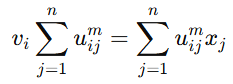 $v_i \sum_{j=1}^{n} u_{ij}^{m} = \sum_{j=1}^{n} u_{ij}^{m} x_j$